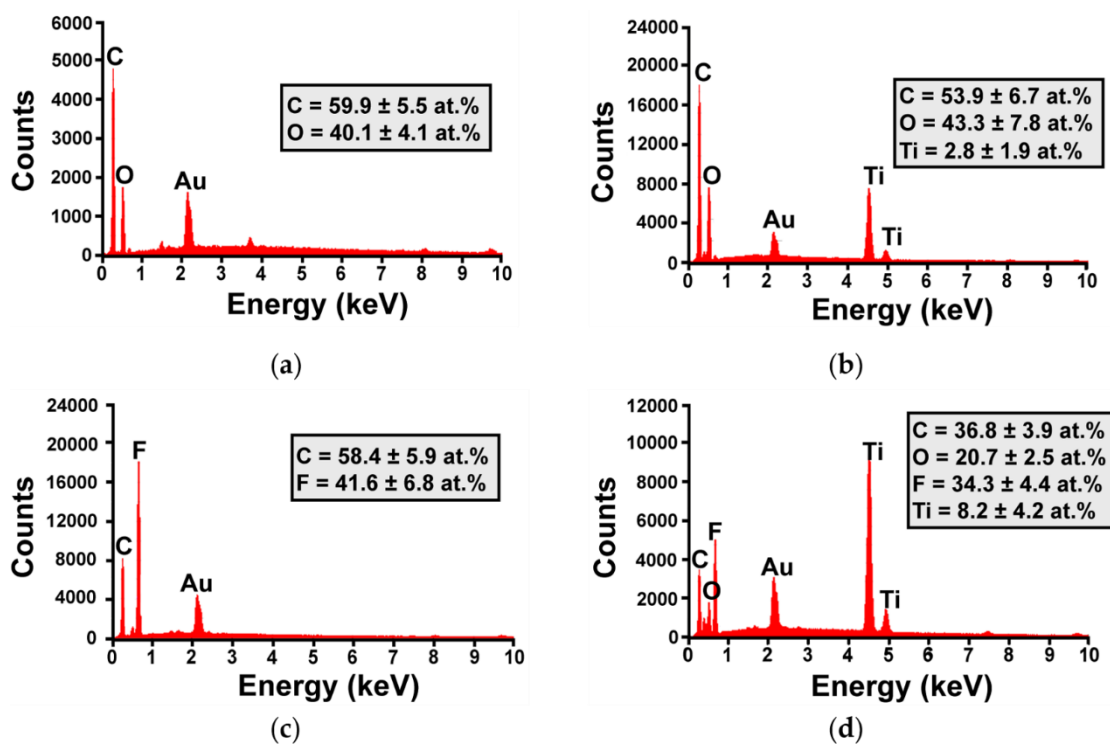 6000
5000
4000
3000
2000
1000
0
Counts
C
O
Au
C = 59.9 ± 5.5 at.%
O = 40.1 ± 4.1 at.%
0 1 2 3 4 5 6 7 8 9 10
Energy (keV)
(a)
24000
20000
16000
12000
8000
4000
0
Counts
C
O
Au
Ti
Ti
C = 53.9 ± 6.7 at.%
O = 43.3 ± 7.8 at.%
Ti = 2.8 ± 1.9 at.%
0 1 2 3 4 5 6 7 8 9 10
Energy (keV)
(b)
24000
20000
16000
12000
8000
4000
0
Counts
C
F
Au
C = 58.4 ± 5.9 at.%
F = 41.6 ± 6.8 at.%
0 1 2 3 4 5 6 7 8 9 10
Energy (keV)
(c)
12000
10000
8000
6000
4000
2000
0
Counts
C
O
F
Au
Ti
Ti
C = 36.8 ± 3.9 at.%
O = 20.7 ± 2.5 at.%
F = 34.3 ± 4.4 at.%
Ti = 8.2 ± 4.2 at.%
0 1 2 3 4 5 6 7 8 9 10
Energy (keV)
(d)